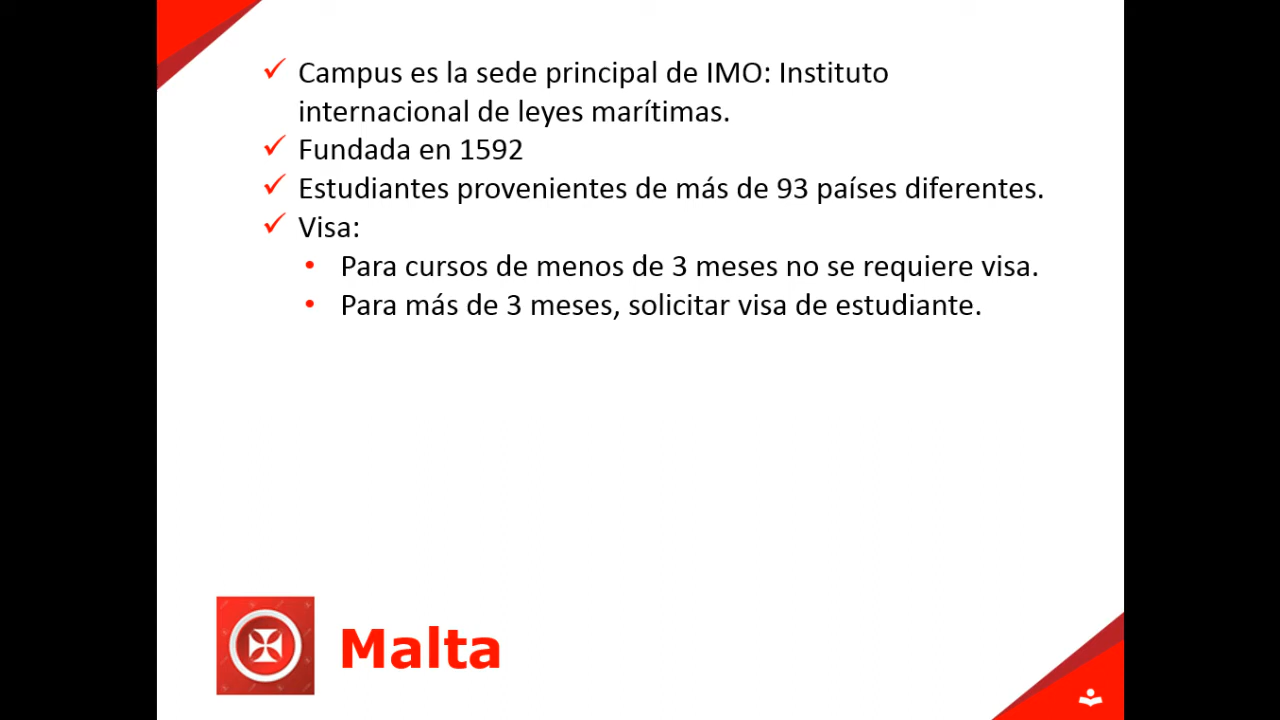 Campus es la sede principal de IMO: Instituto
internacional de leyes marítimas.
Fundada en 1592
Estudiantes provenientes de más de 93 países diferentes.
Visa:
Para cursos de menos de 3 meses no se requiere visa.
Para más de 3 meses, solicitar visa de estudiante.
Malta